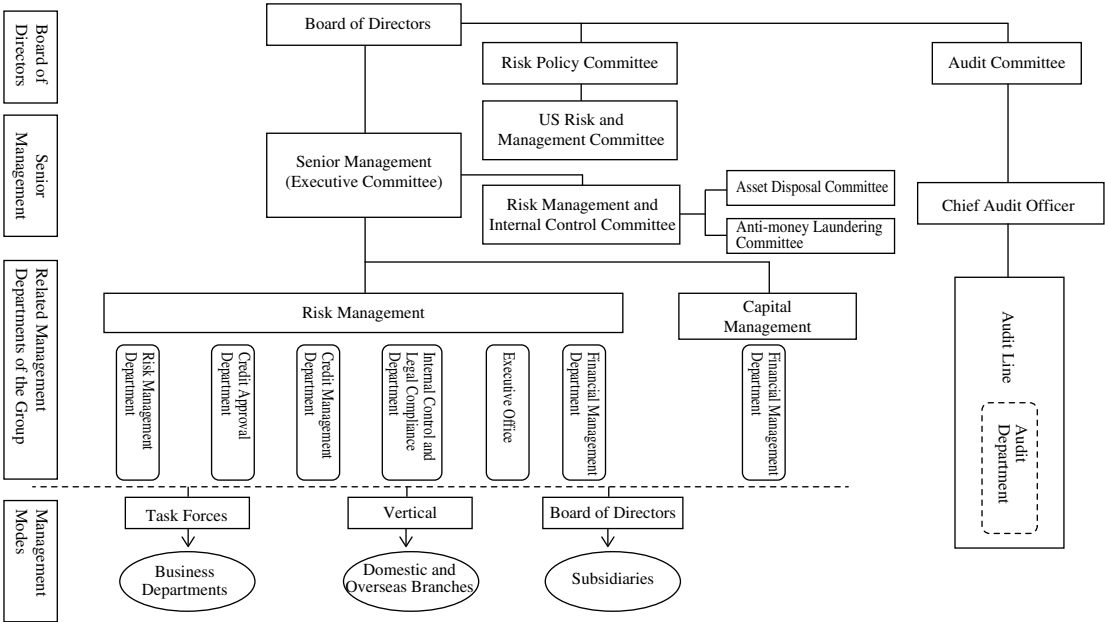 Board of
Directors
Senior
Management
Related Management
Departments of the Group
Management
Modes
Board of Directors
Risk Policy Committee
Audit Committee
US Risk and
Management Committee
Senior Management
(Executive Committee)
Risk Management and
Internal Control Committee
Asset Disposal Committee
Anti-money Laundering
Committee
Chief Audit Officer
Risk Management
Capital
Management
Risk Management
Department
Credit Approval
Department
Credit Management
Department
Internal Control and
Legal Compliance
Department
Executive Office
Financial Management
Department
Financial Management
Department
Audit Line
Audit
Department
Task Forces
Vertical
Board of Directors
Business
Departments
Domestic and
Overseas Branches
Subsidiaries